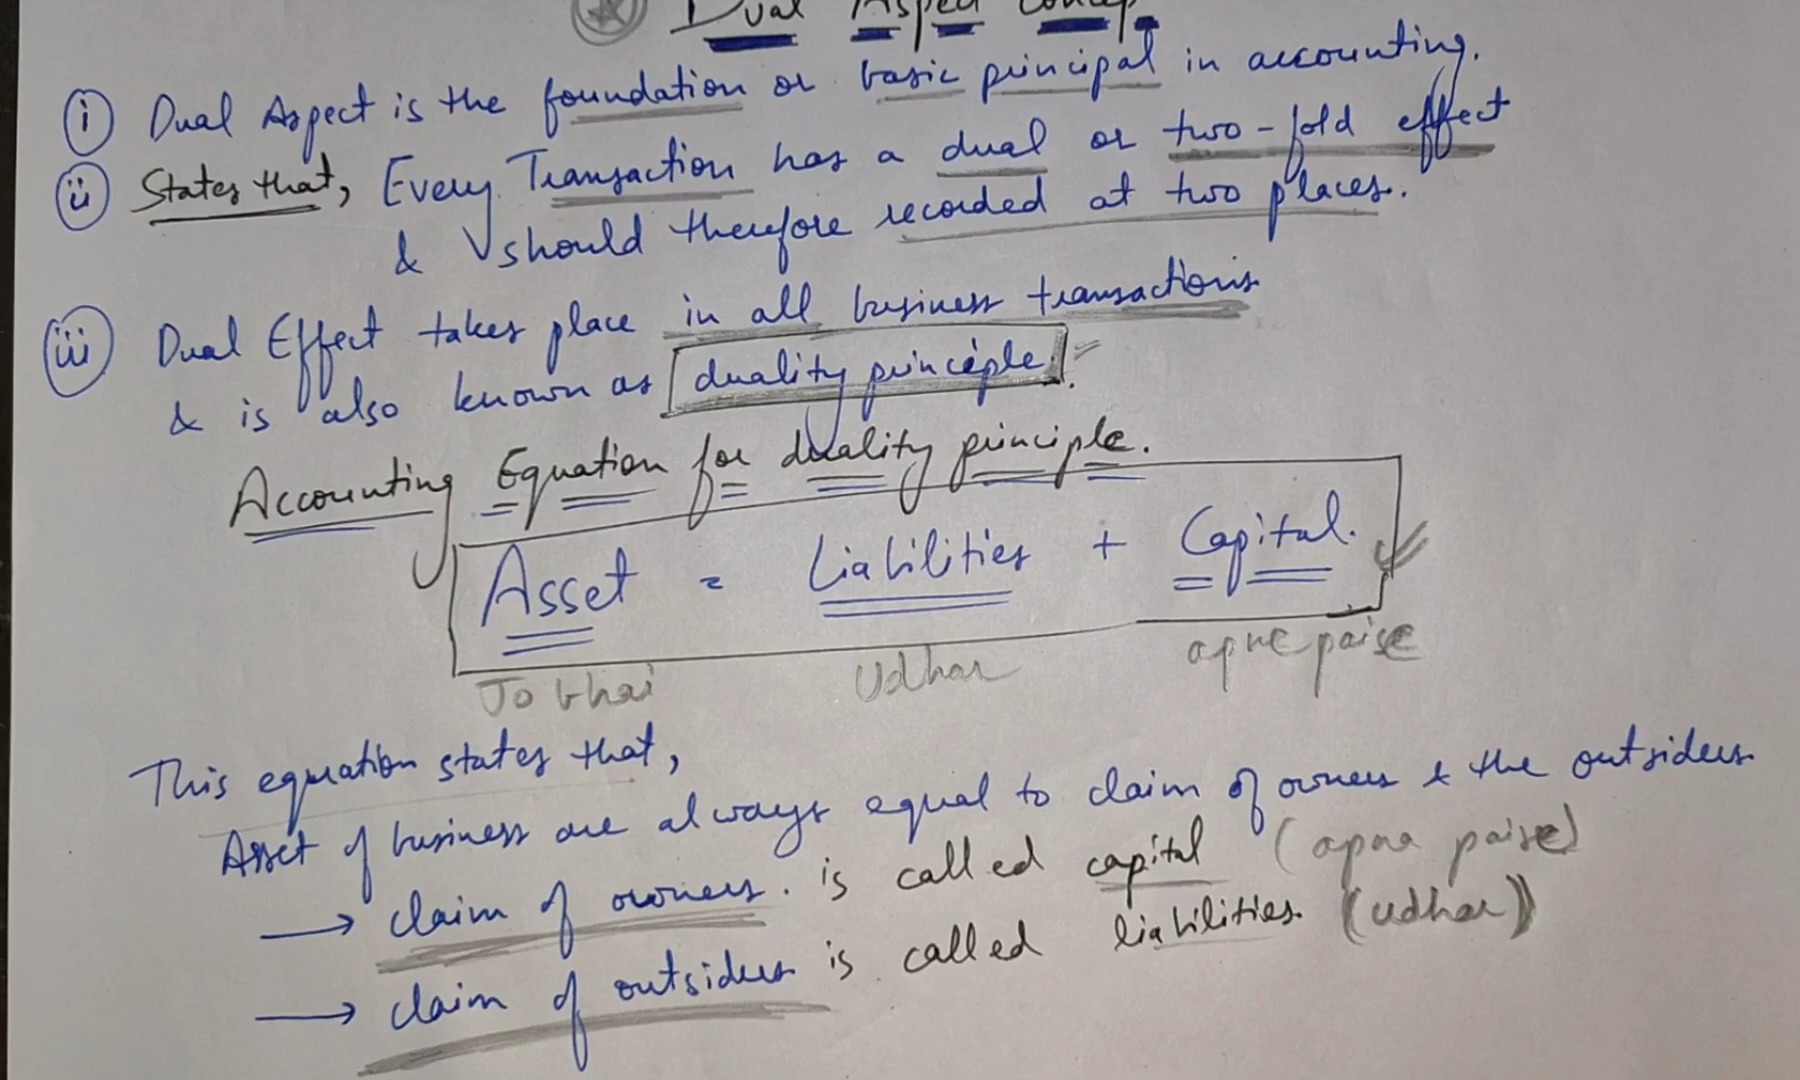 Dual Aspect Concep
(i) Dual Aspect is the foundation or basic principal in accounting.
(ii) States that, Every Transaction has a dual or two-fold effect
& should therefore recorded at two places.
(iii) Dual Effect takes place in all business transactions
& is also known as duality principle.
Accounting Equation for duality principle.
Asset = Liabilities + Capital.
Jo bhai Udhar apne paise
This equation states that,
Asset of business are always equal to claim of owners & the outsiders
→ claim of owners. is called capital (apna paise)
→ claim of outsiders is called liabilities. (udhar)